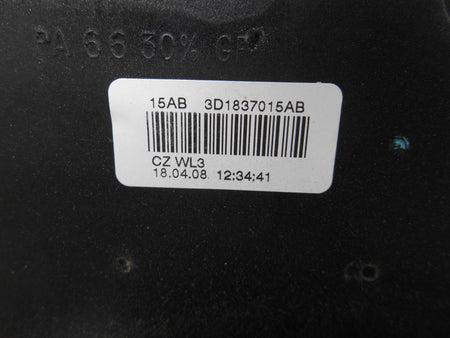 PA 66 30% GF
15AB 3D1837015AB
CZ WL3
18.04.08 12:34:41